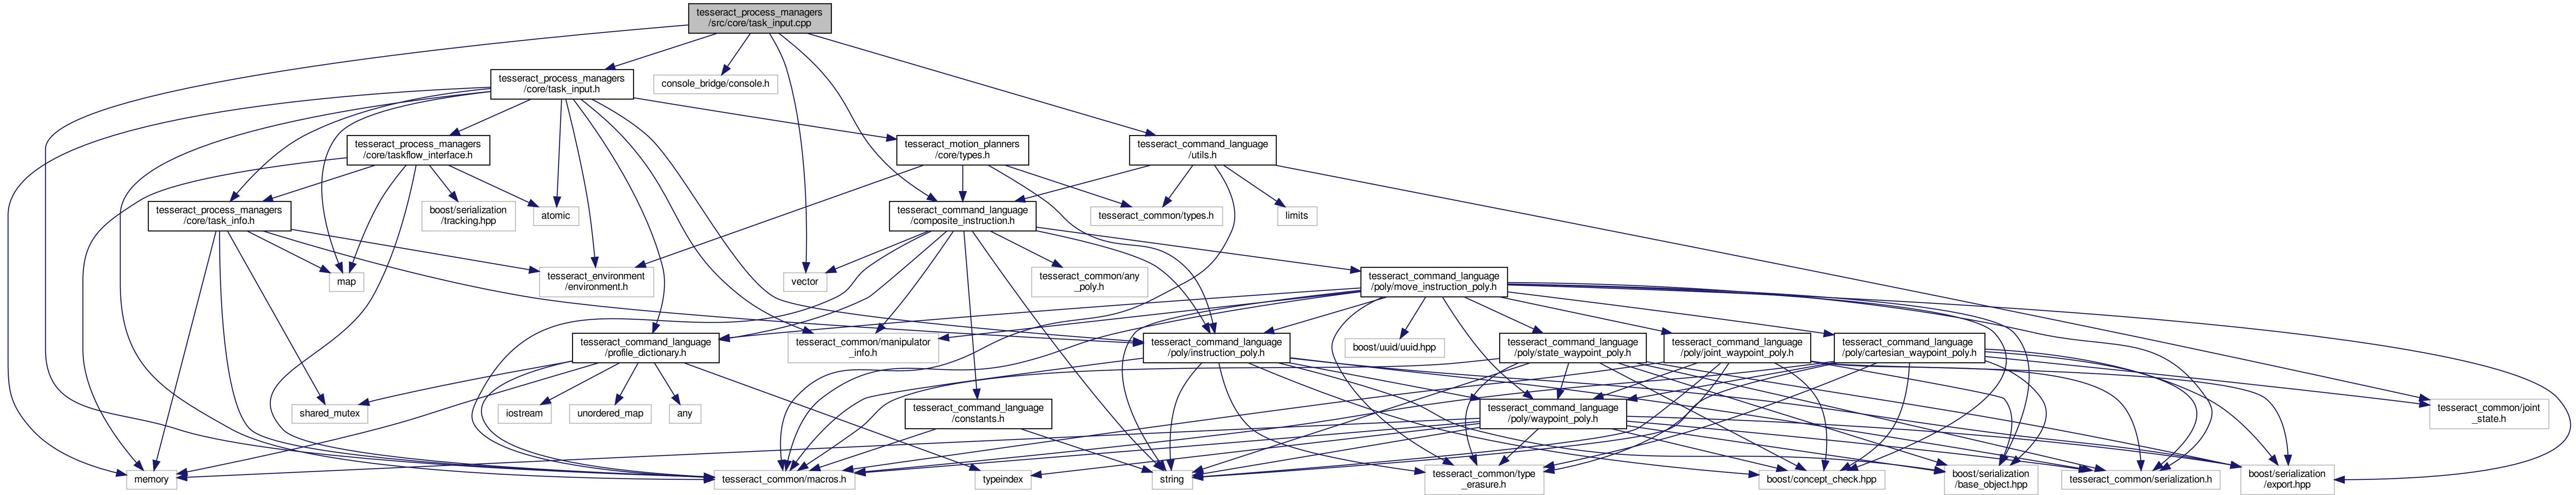 tesseract_process_managers
/src/core/task_input.cpp
tesseract_process_managers
/core/task_input.h
console_bridge/console.h
tesseract_process_managers
/core/taskflow_interface.h
tesseract_motion_planners
/core/types.h
tesseract_command_language
/utils.h
tesseract_process_managers
/core/task_info.h
boost/serialization
/tracking.hpp
atomic
tesseract_command_language
/composite_instruction.h
tesseract_common/types.h
limits
map
tesseract_environment
/environment.h
vector
tesseract_common/any
_poly.h
tesseract_command_language
/poly/move_instruction_poly.h
tesseract_command_language
/profile_dictionary.h
tesseract_common/manipulator
_info.h
tesseract_command_language
/poly/instruction_poly.h
boost/uuid/uuid.hpp
tesseract_command_language
/poly/state_waypoint_poly.h
tesseract_command_language
/poly/joint_waypoint_poly.h
tesseract_command_language
/poly/cartesian_waypoint_poly.h
shared_mutex
iostream
unordered_map
any
tesseract_command_language
/constants.h
tesseract_command_language
/poly/waypoint_poly.h
tesseract_common/joint
_state.h
memory
tesseract_common/macros.h
typeindex
string
tesseract_common/type
_erasure.h
boost/concept_check.hpp
boost/serialization
/base_object.hpp
tesseract_common/serialization.h
boost/serialization
/export.hpp